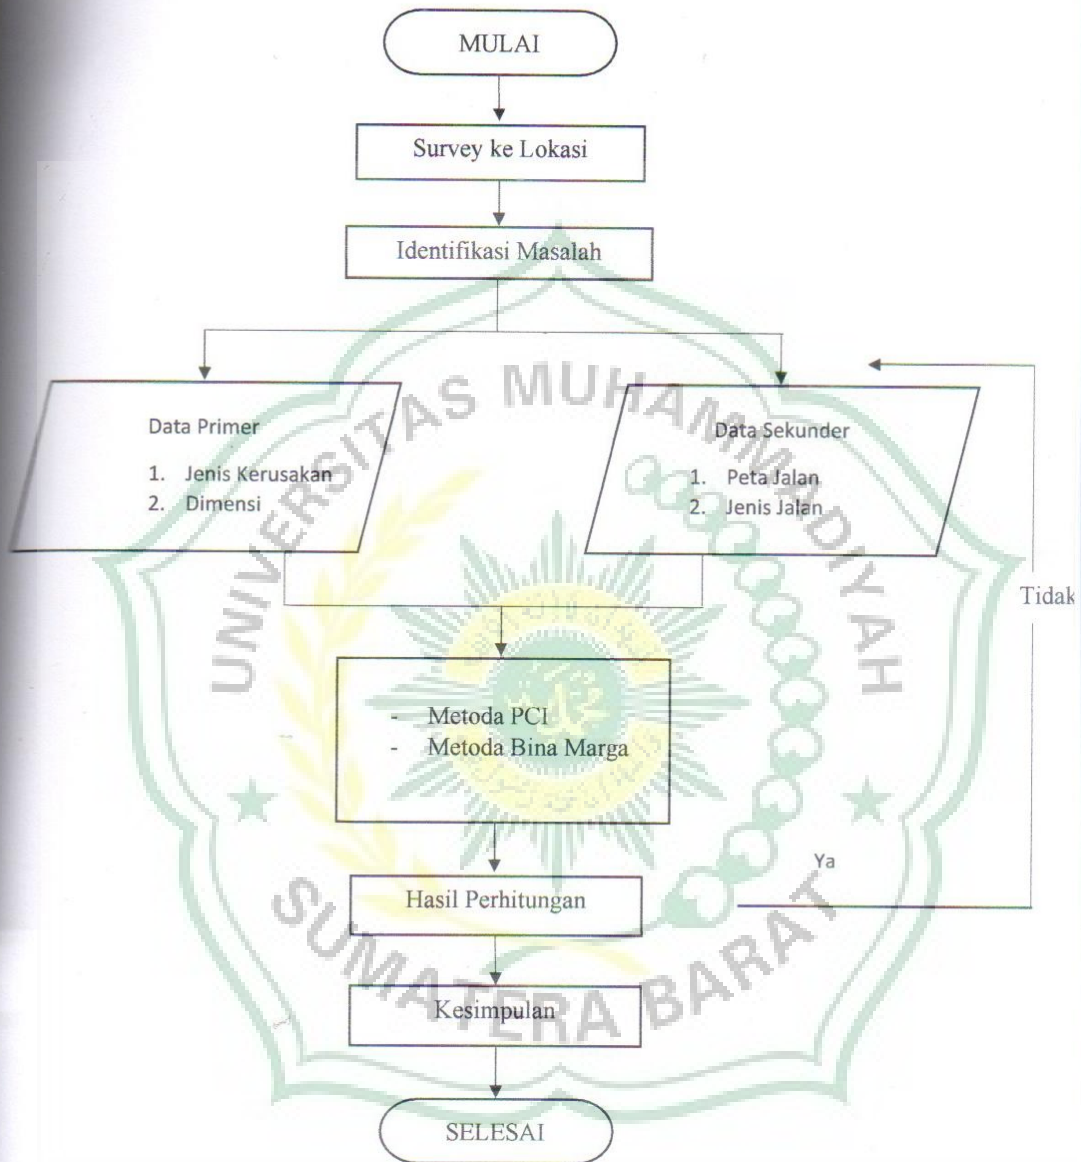 MULAI
Survey ke Lokasi
Identifikasi Masalah
Data Primer
1. Jenis Kerusakan
2. Dimensi
Data Sekunder
1. Peta Jalan
2. Jenis Jalan
Tidak
- Metoda PCI
- Metoda Bina Marga
Ya
Hasil Perhitungan
Kesimpulan
SELESAI
UNIVERSITAS MUHAMMADIYAH
SUMATERA BARAT